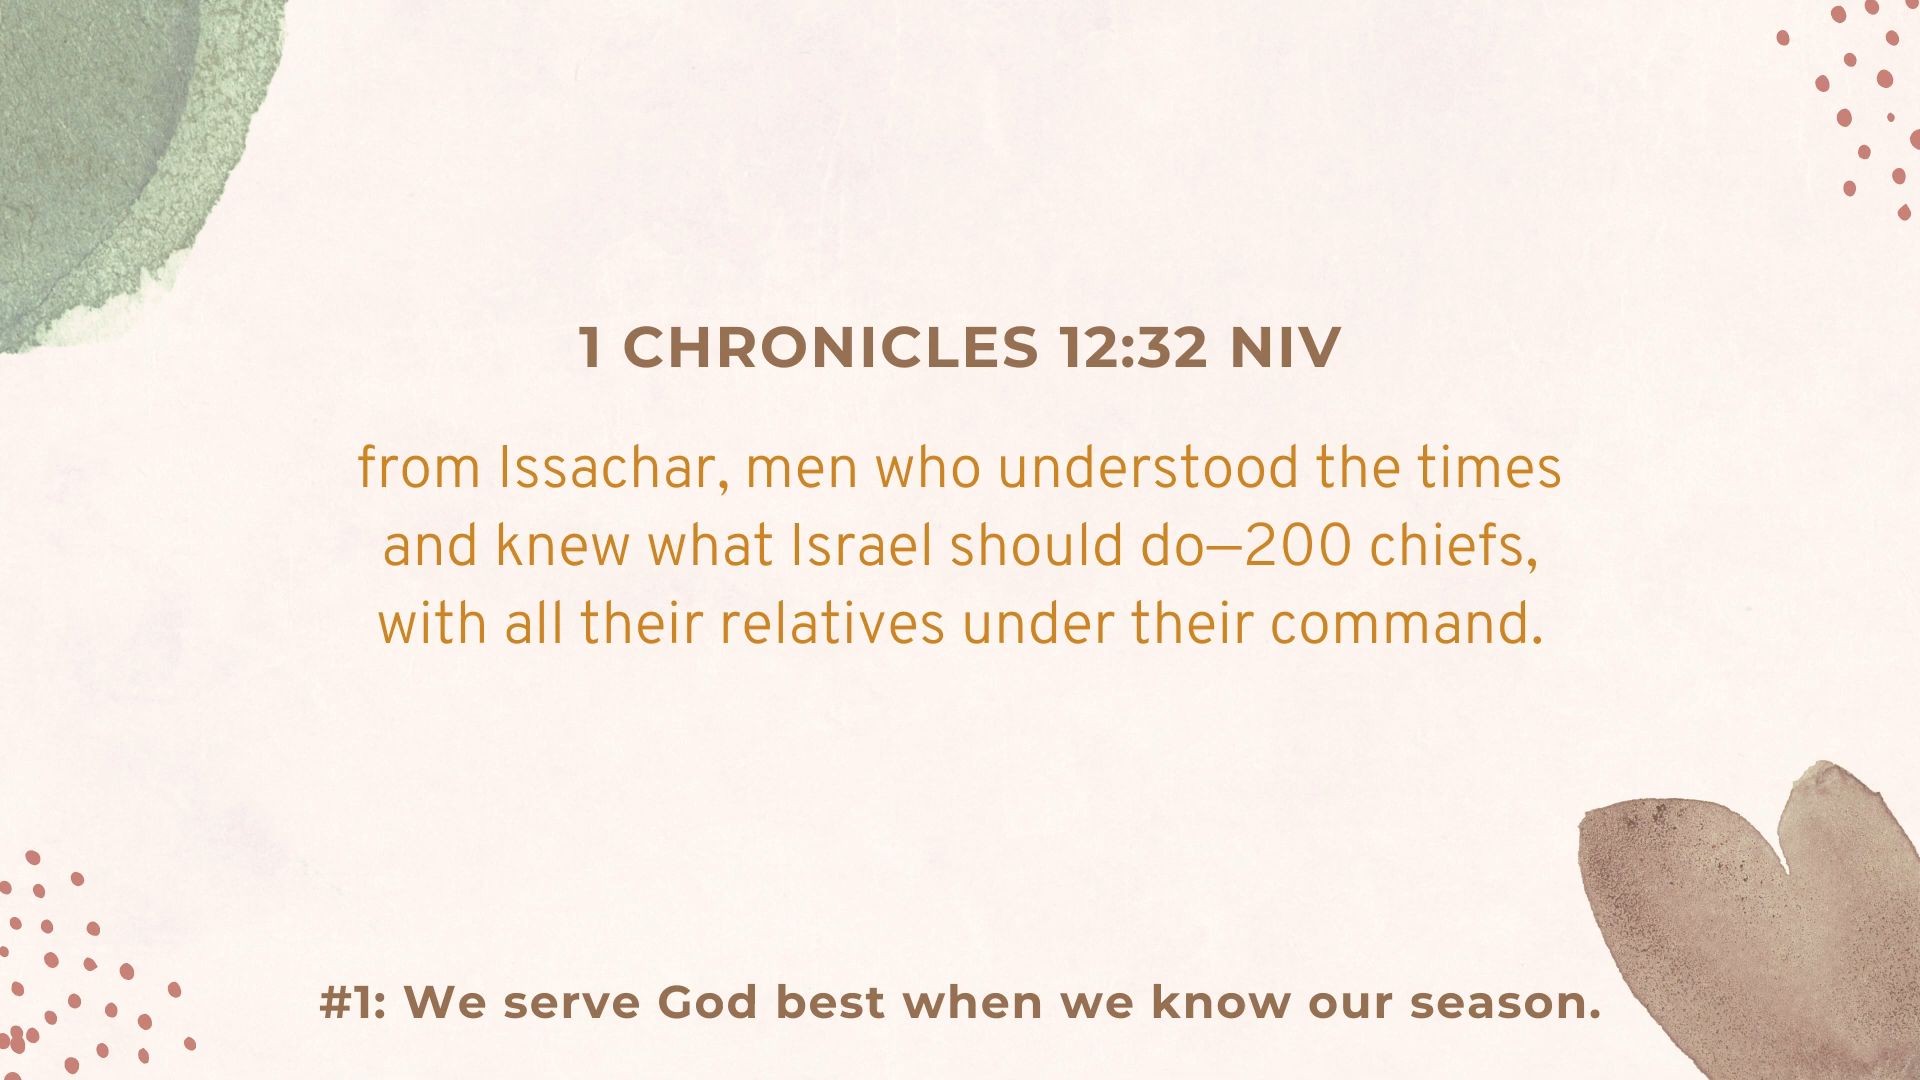 1 CHRONICLES 12:32 NIV
from Issachar, men who understood the times
and knew what Israel should do—200 chiefs,
with all their relatives under their command.
#1: We serve God best when we know our season.